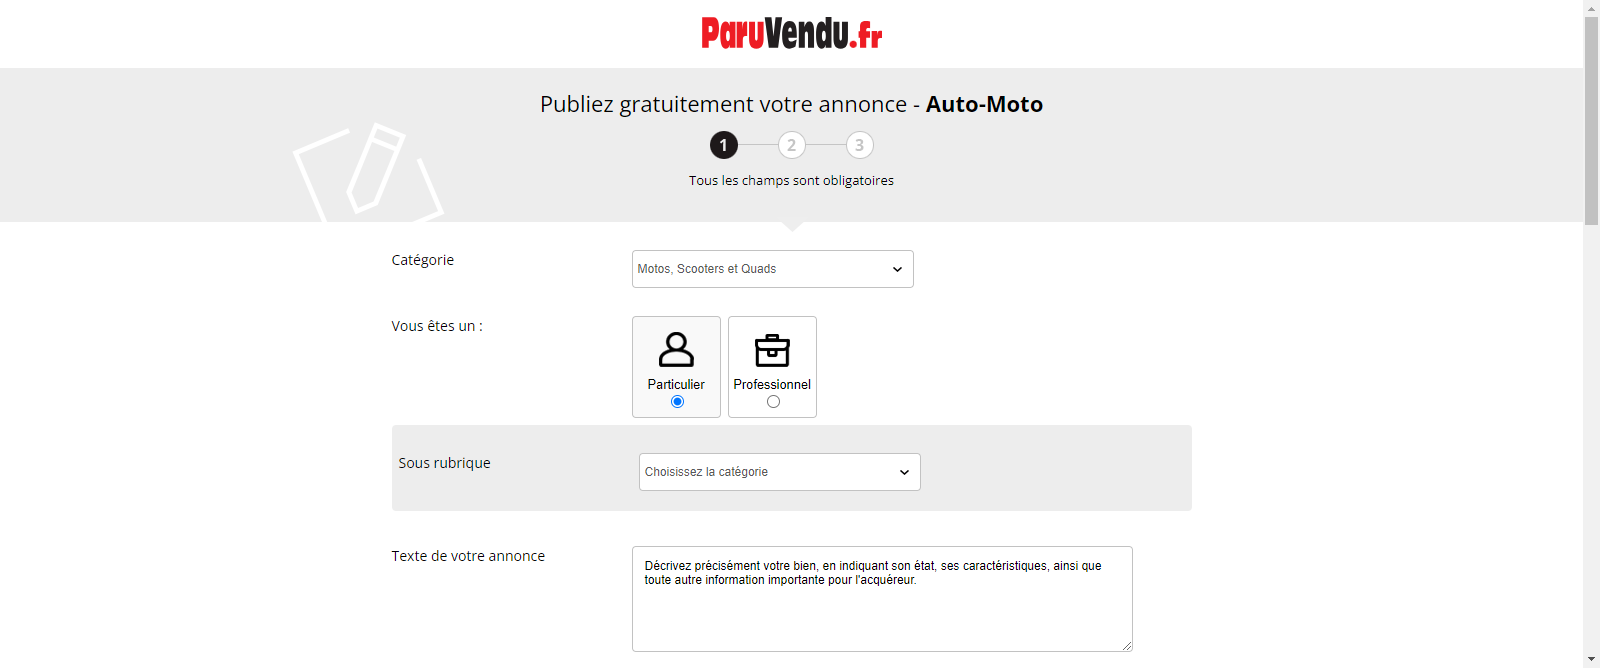 ParuVendu.fr
Publiez gratuitement votre annonce - Auto-Moto
1 2 3
Tous les champs sont obligatoires
Catégorie
Motos, Scooters et Quads
Vous êtes un :
Particulier
Professionnel
Sous rubrique
Choisissez la catégorie
Texte de votre annonce
Décrivez précisément votre bien, en indiquant son état, ses caractéristiques, ainsi que
toute autre information importante pour l'acquéreur.